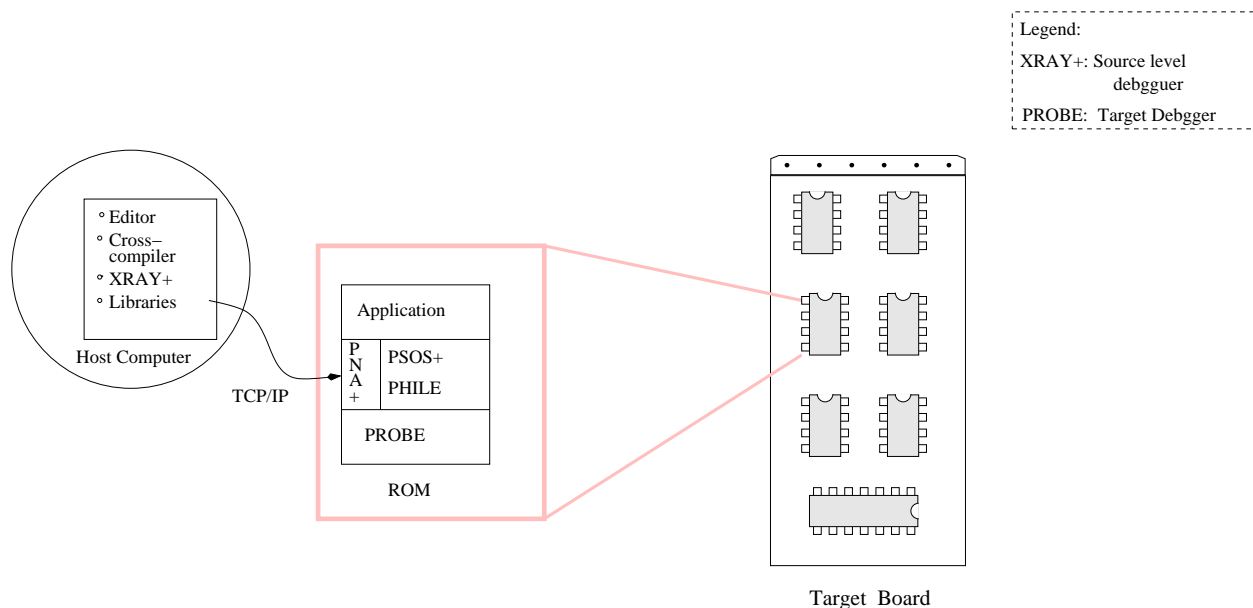 Legend:
XRAY+: Source level
debgguer
PROBE: Target Debgger
Editor
Cross–
compiler
XRAY+
Libraries
Host Computer
TCP/IP
Application
PNA+
PSOS+
PHILE
PROBE
ROM
Target Board